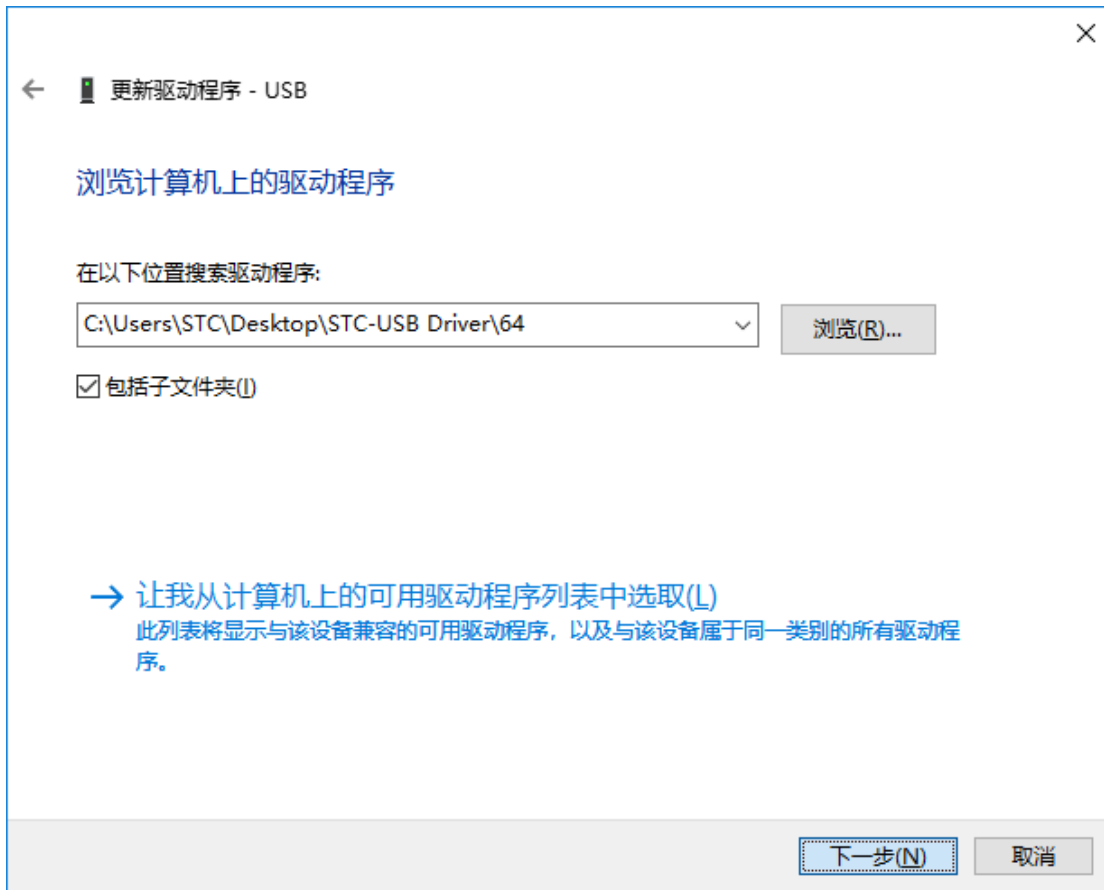 更新驱动程序 - USB
浏览计算机上的驱动程序
在以下位置搜索驱动程序:
C:\Users\STC\Desktop\STC-USB Driver\64
浏览(R)...
包括子文件夹(I)
让我从计算机上的可用驱动程序列表中选取(L)
此列表将显示与该设备兼容的可用驱动程序，以及与该设备属于同一类别的所有驱动程
序。
下一步(N)
取消